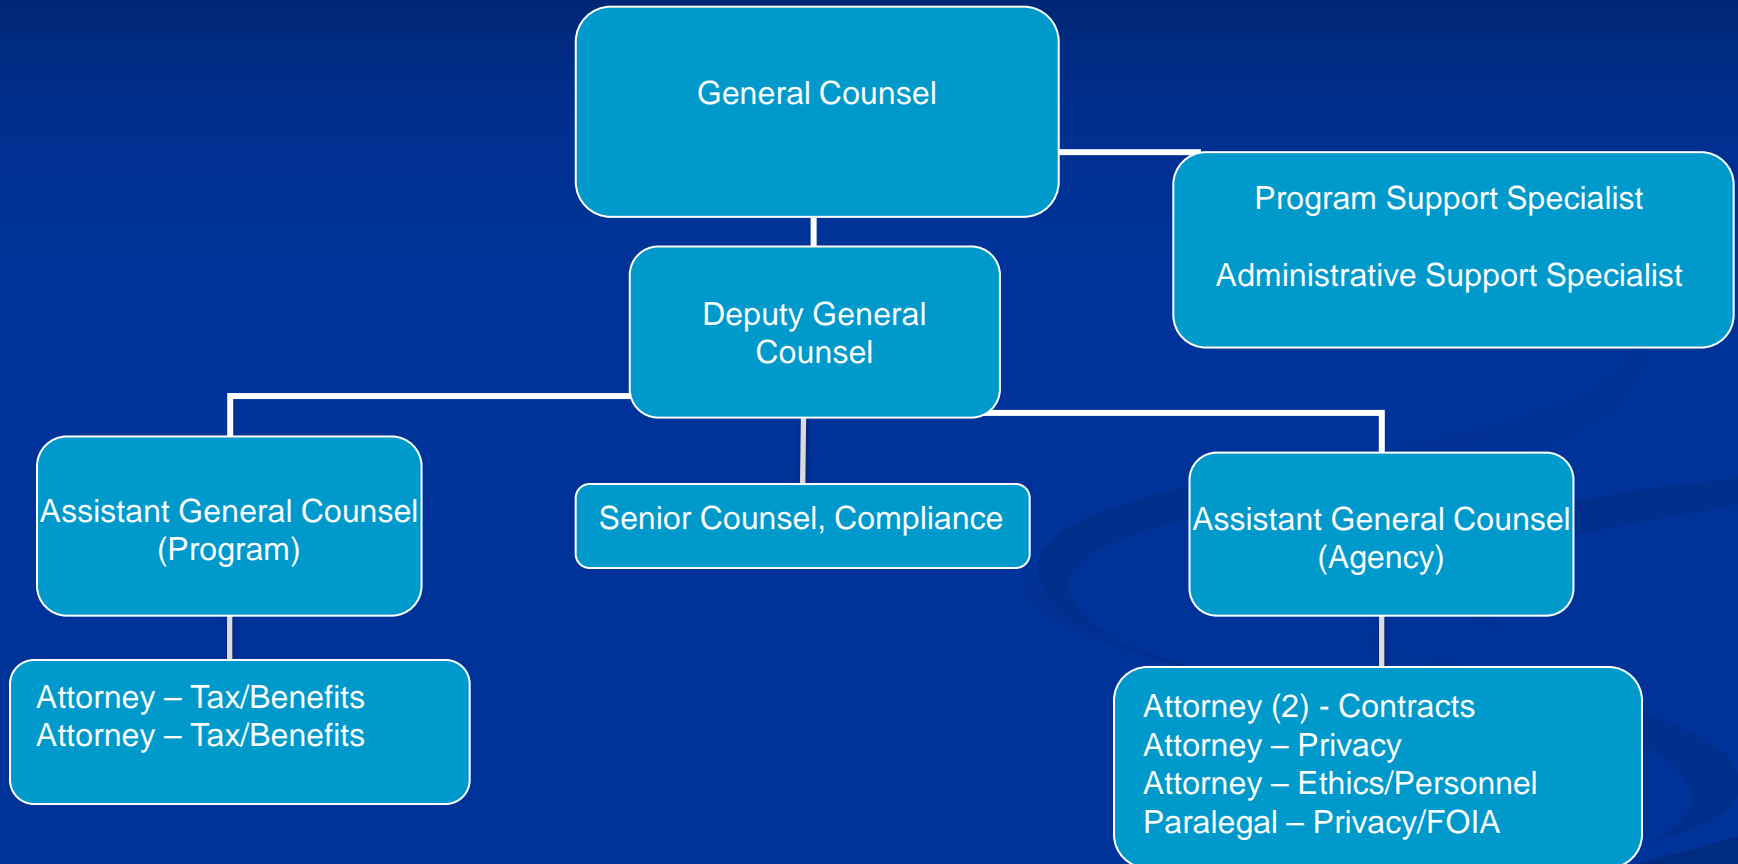 General Counsel
Program Support Specialist
Administrative Support Specialist
Deputy General
Counsel
Assistant General Counsel
(Program)
Senior Counsel, Compliance
Assistant General Counsel
(Agency)
Attorney – Tax/Benefits
Attorney – Tax/Benefits
Attorney (2) - Contracts
Attorney – Privacy
Attorney – Ethics/Personnel
Paralegal – Privacy/FOIA